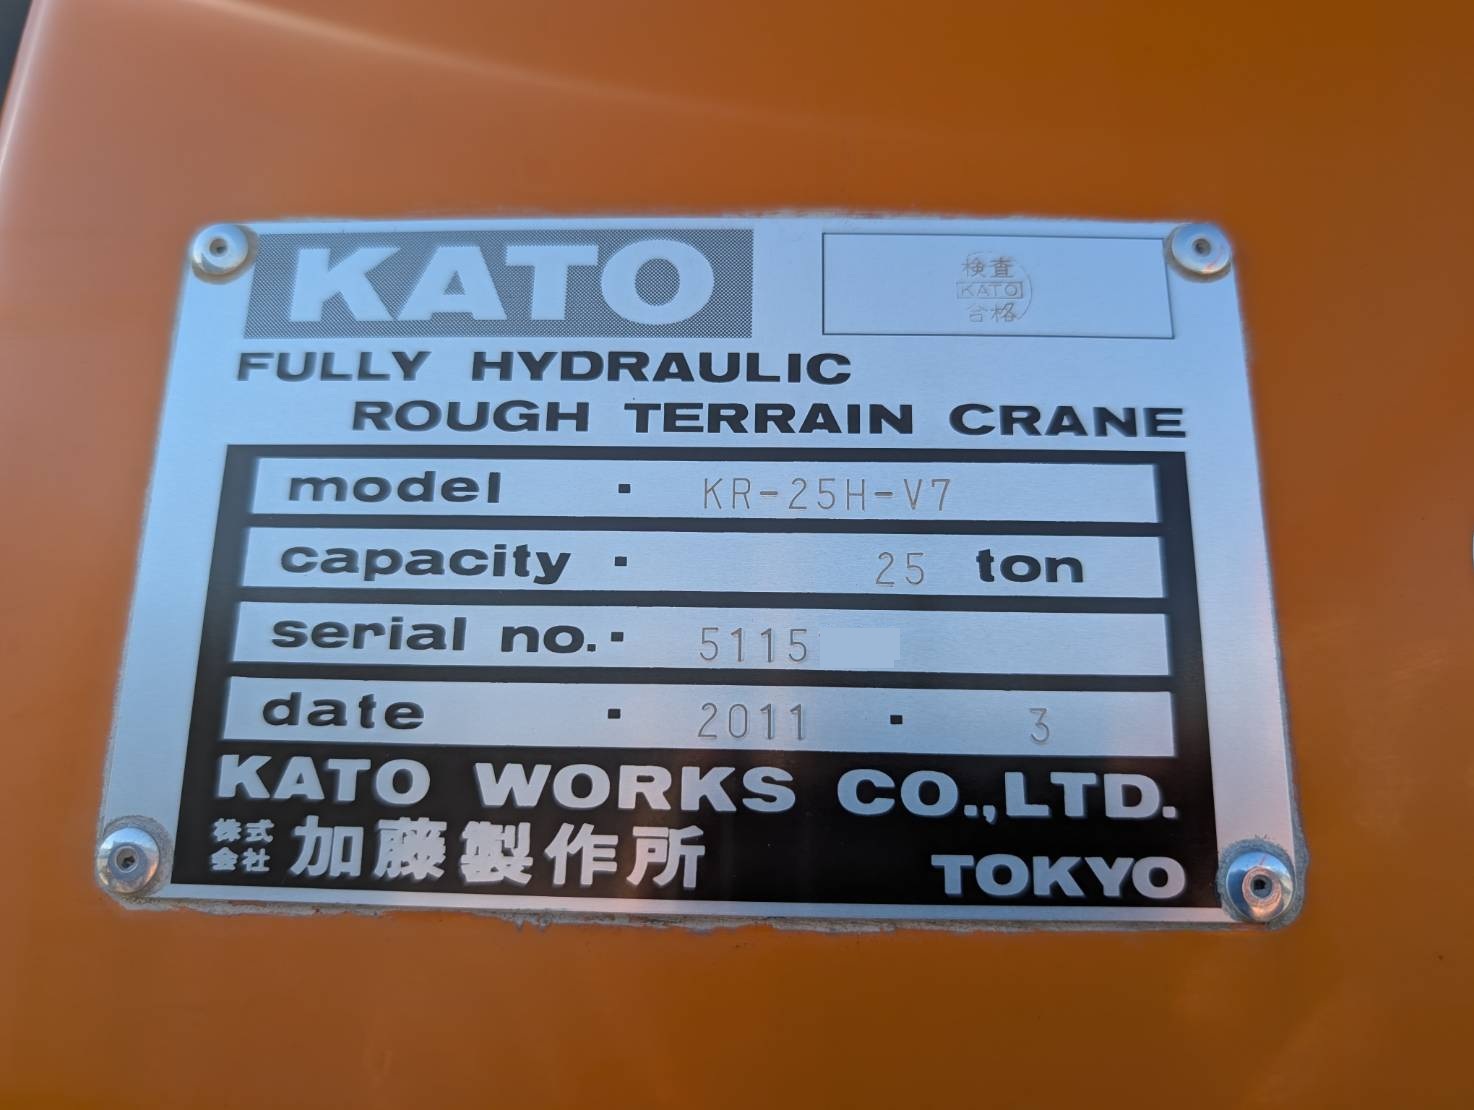 KATO
検査
KATO
合格
FULLY HYDRAULIC
ROUGH TERRAIN CRANE
model · KR-25H-V7
capacity · 25 ton
serial no. · 5115
date · 2011 · 3
KATO WORKS CO.,LTD.
株式会社 加藤製作所
TOKYO